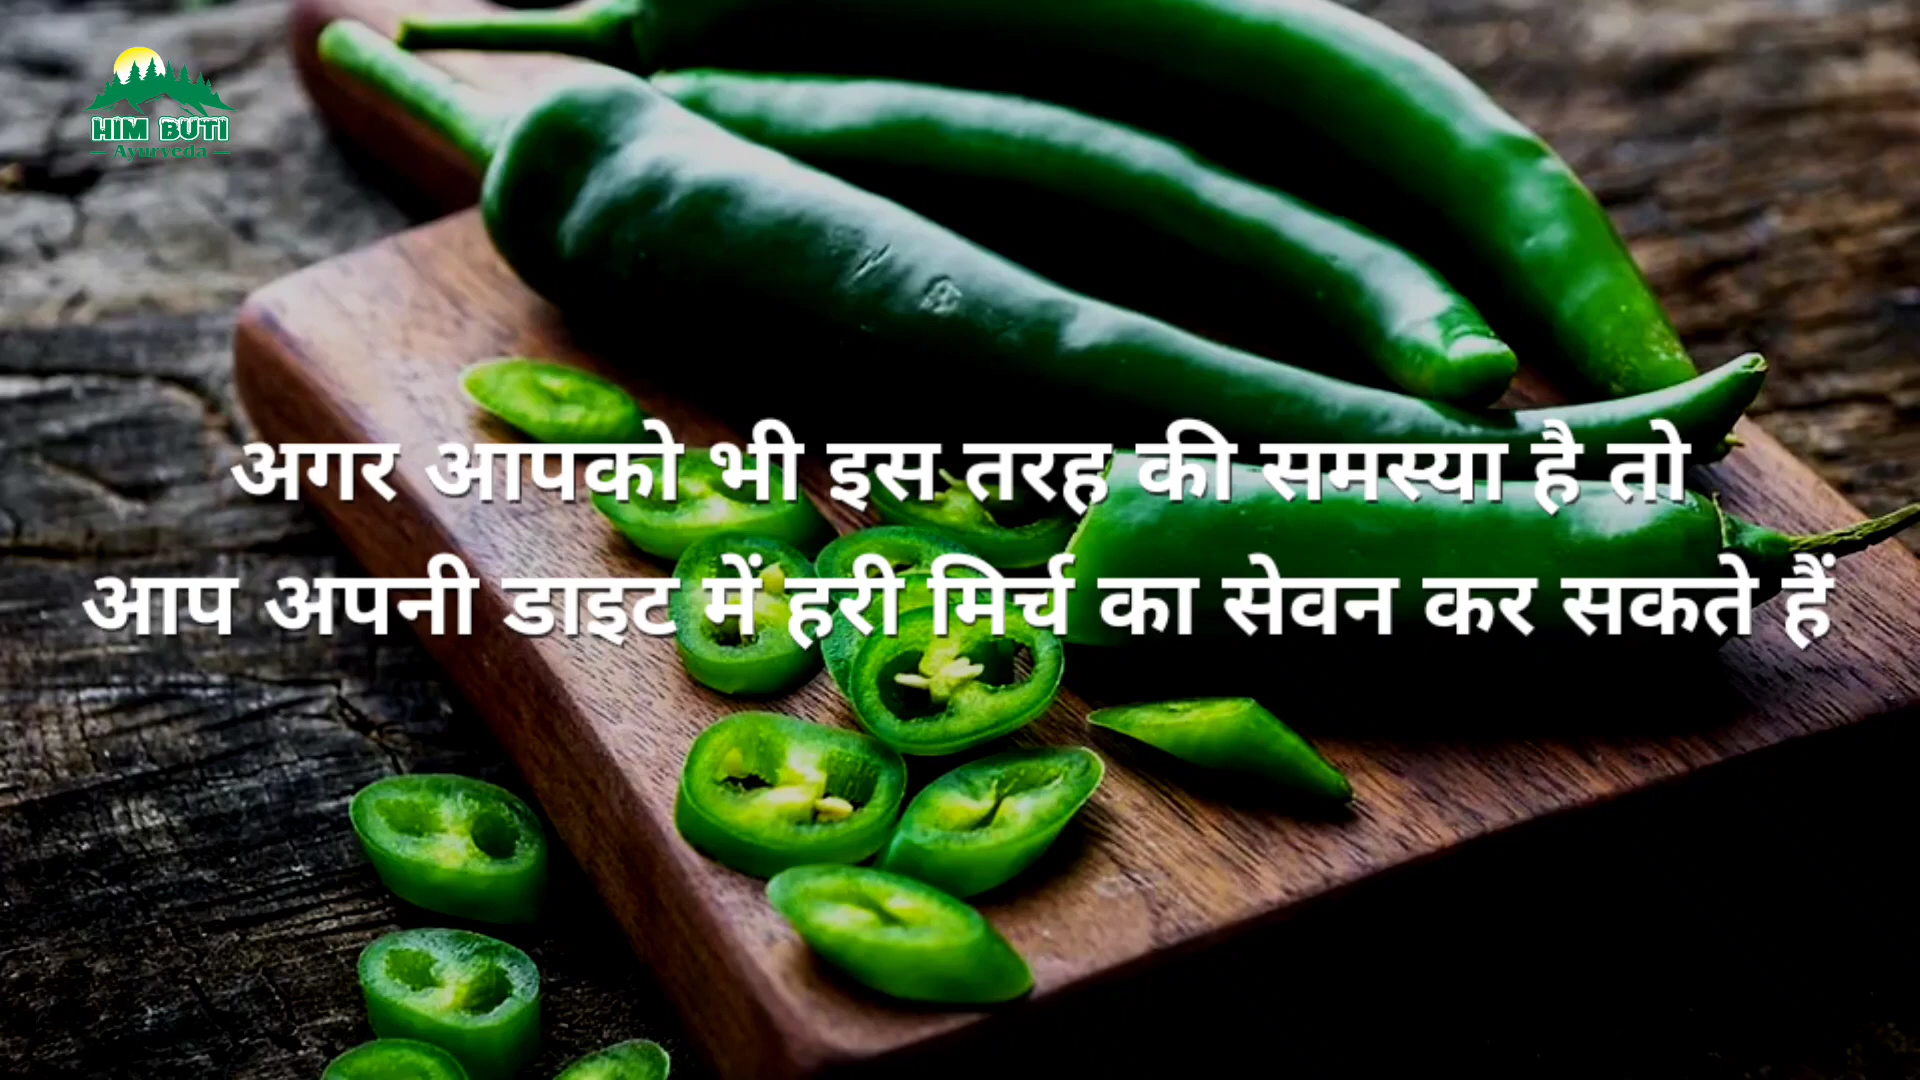 HIM BUTI
Ayurveda
अगर आपको भी इस तरह की समस्या है तो
आप अपनी डाइट में हरी मिर्च का सेवन कर सकते हैं